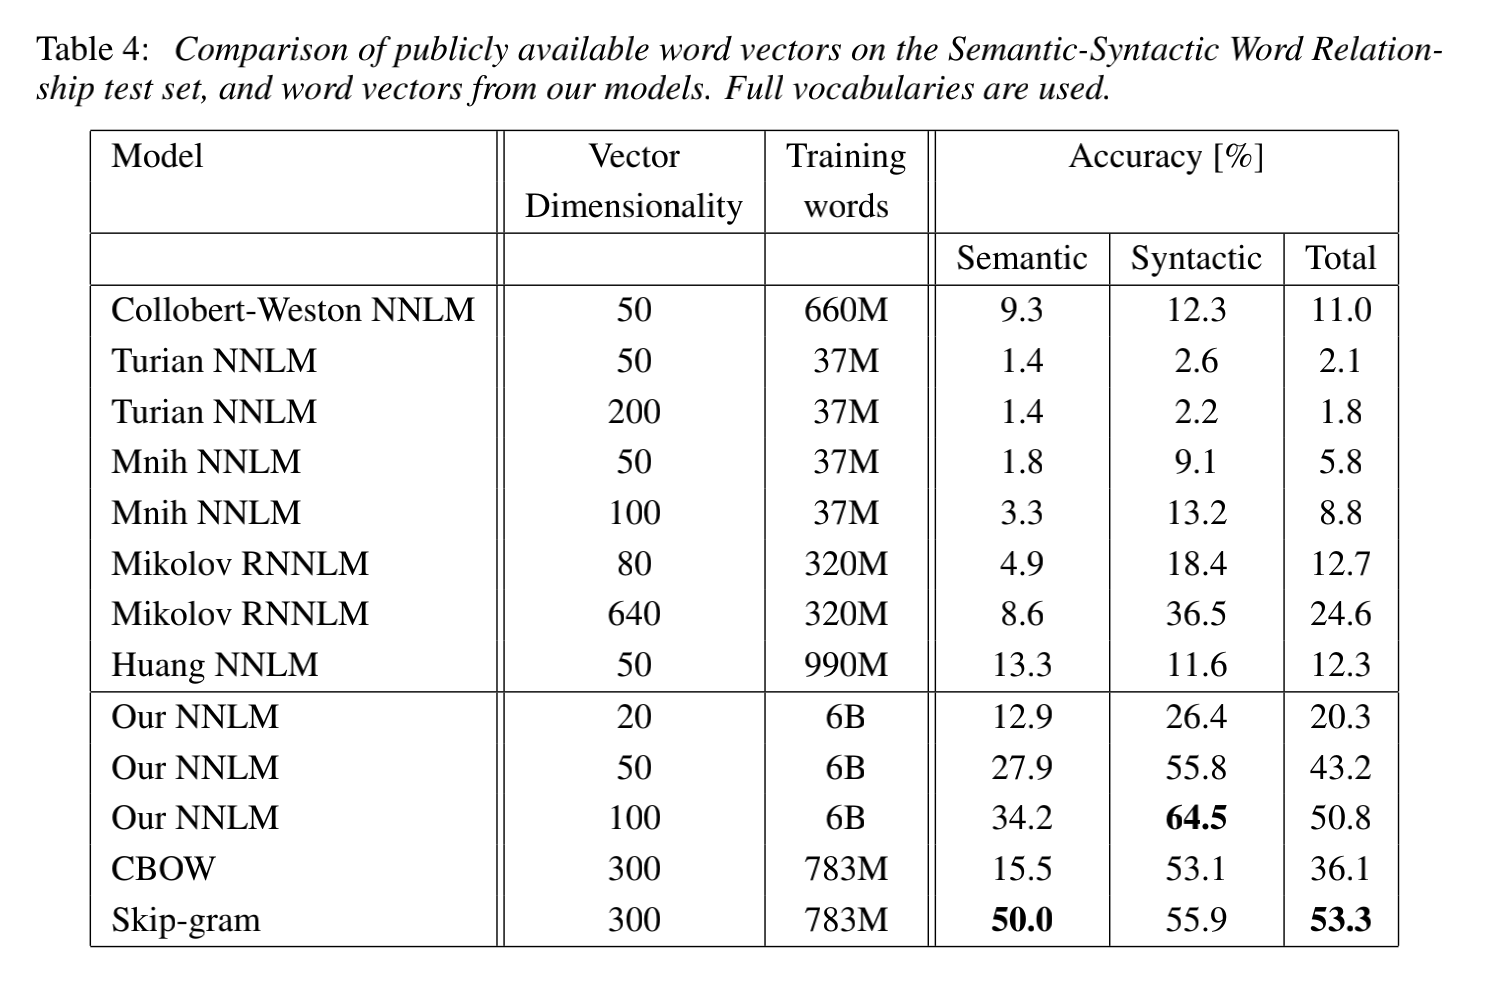 Table 4: Comparison of publicly available word vectors on the Semantic-Syntactic Word Relation-
ship test set, and word vectors from our models. Full vocabularies are used.
Model Vector Training Accuracy [%]
Dimensionality words
Semantic Syntactic Total
Collobert-Weston NNLM 50 660M 9.3 12.3 11.0
Turian NNLM 50 37M 1.4 2.6 2.1
Turian NNLM 200 37M 1.4 2.2 1.8
Mnih NNLM 50 37M 1.8 9.1 5.8
Mnih NNLM 100 37M 3.3 13.2 8.8
Mikolov RNNLM 80 320M 4.9 18.4 12.7
Mikolov RNNLM 640 320M 8.6 36.5 24.6
Huang NNLM 50 990M 13.3 11.6 12.3
Our NNLM 20 6B 12.9 26.4 20.3
Our NNLM 50 6B 27.9 55.8 43.2
Our NNLM 100 6B 34.2 64.5 50.8
CBOW 300 783M 15.5 53.1 36.1
Skip-gram 300 783M 50.0 55.9 53.3